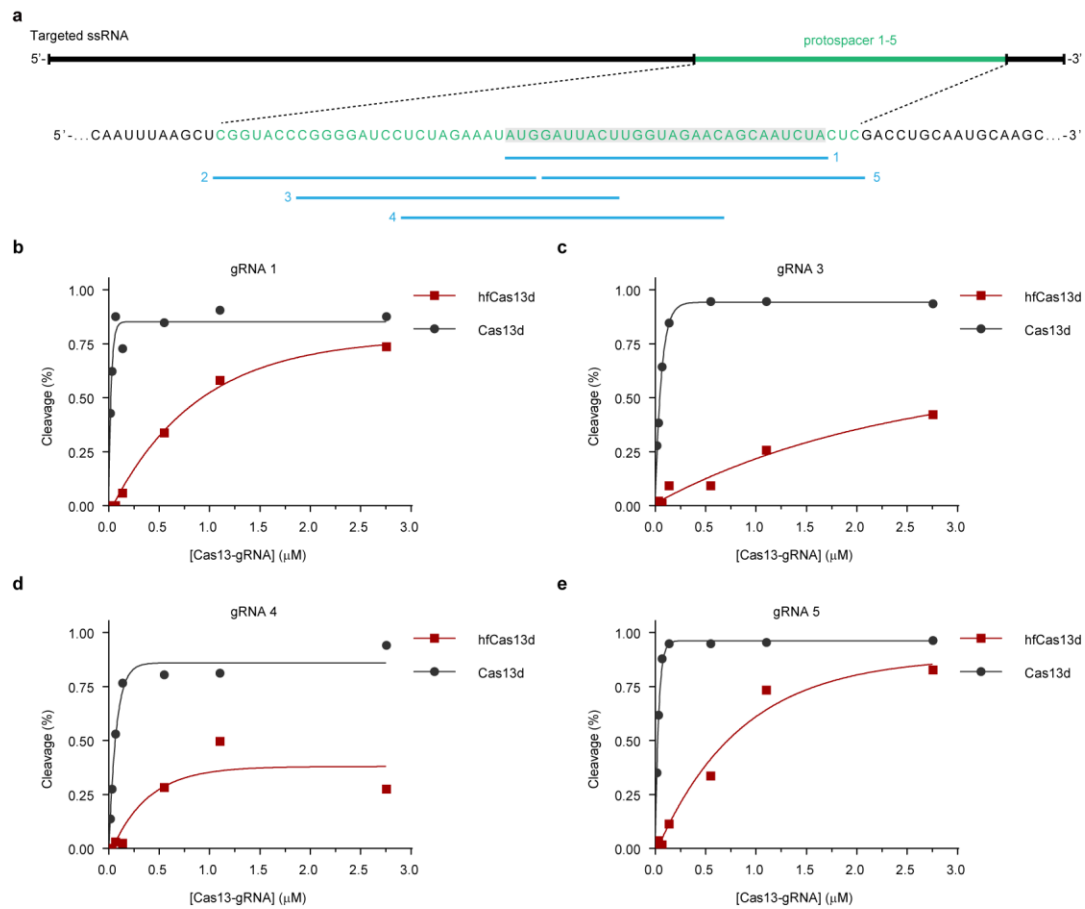 a
Targeted ssRNA
protospacer 1-5
5'- -3'
5'-...CAAUUUAAGCUCGGUACCCGGGGAUCCUCUAGAAAUAUGGAUUACUUGGUAGAACAGCAAUCUACUCGACCUGCAAUGCAAGC...-3'
1
2 5
3
4
b c
gRNA 1 gRNA 3
1.00 hfCas13d 1.00 hfCas13d
Cas13d Cas13d
0.75 0.75
Cleavage (%) Cleavage (%)
0.50 0.50
0.25 0.25
0.00 0.00
0.0 0.5 1.0 1.5 2.0 2.5 3.0 0.0 0.5 1.0 1.5 2.0 2.5 3.0
[Cas13-gRNA] (μM) [Cas13-gRNA] (μM)
d e
gRNA 4 gRNA 5
1.00 hfCas13d 1.00 hfCas13d
Cas13d Cas13d
0.75 0.75
Cleavage (%) Cleavage (%)
0.50 0.50
0.25 0.25
0.00 0.00
0.0 0.5 1.0 1.5 2.0 2.5 3.0 0.0 0.5 1.0 1.5 2.0 2.5 3.0
[Cas13-gRNA] (μM) [Cas13-gRNA] (μM)